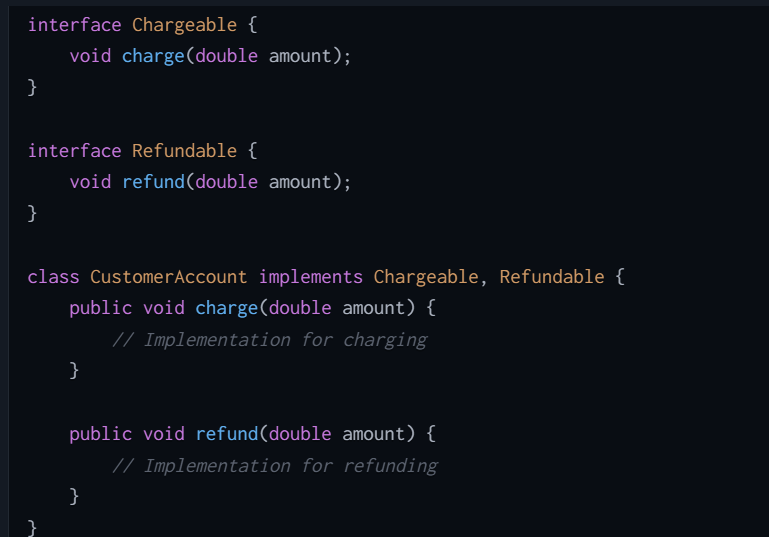 interface Chargeable {
    void charge(double amount);
}

interface Refundable {
    void refund(double amount);
}

class CustomerAccount implements Chargeable, Refundable {
    public void charge(double amount) {
        // Implementation for charging
    }

    public void refund(double amount) {
        // Implementation for refunding
    }
}